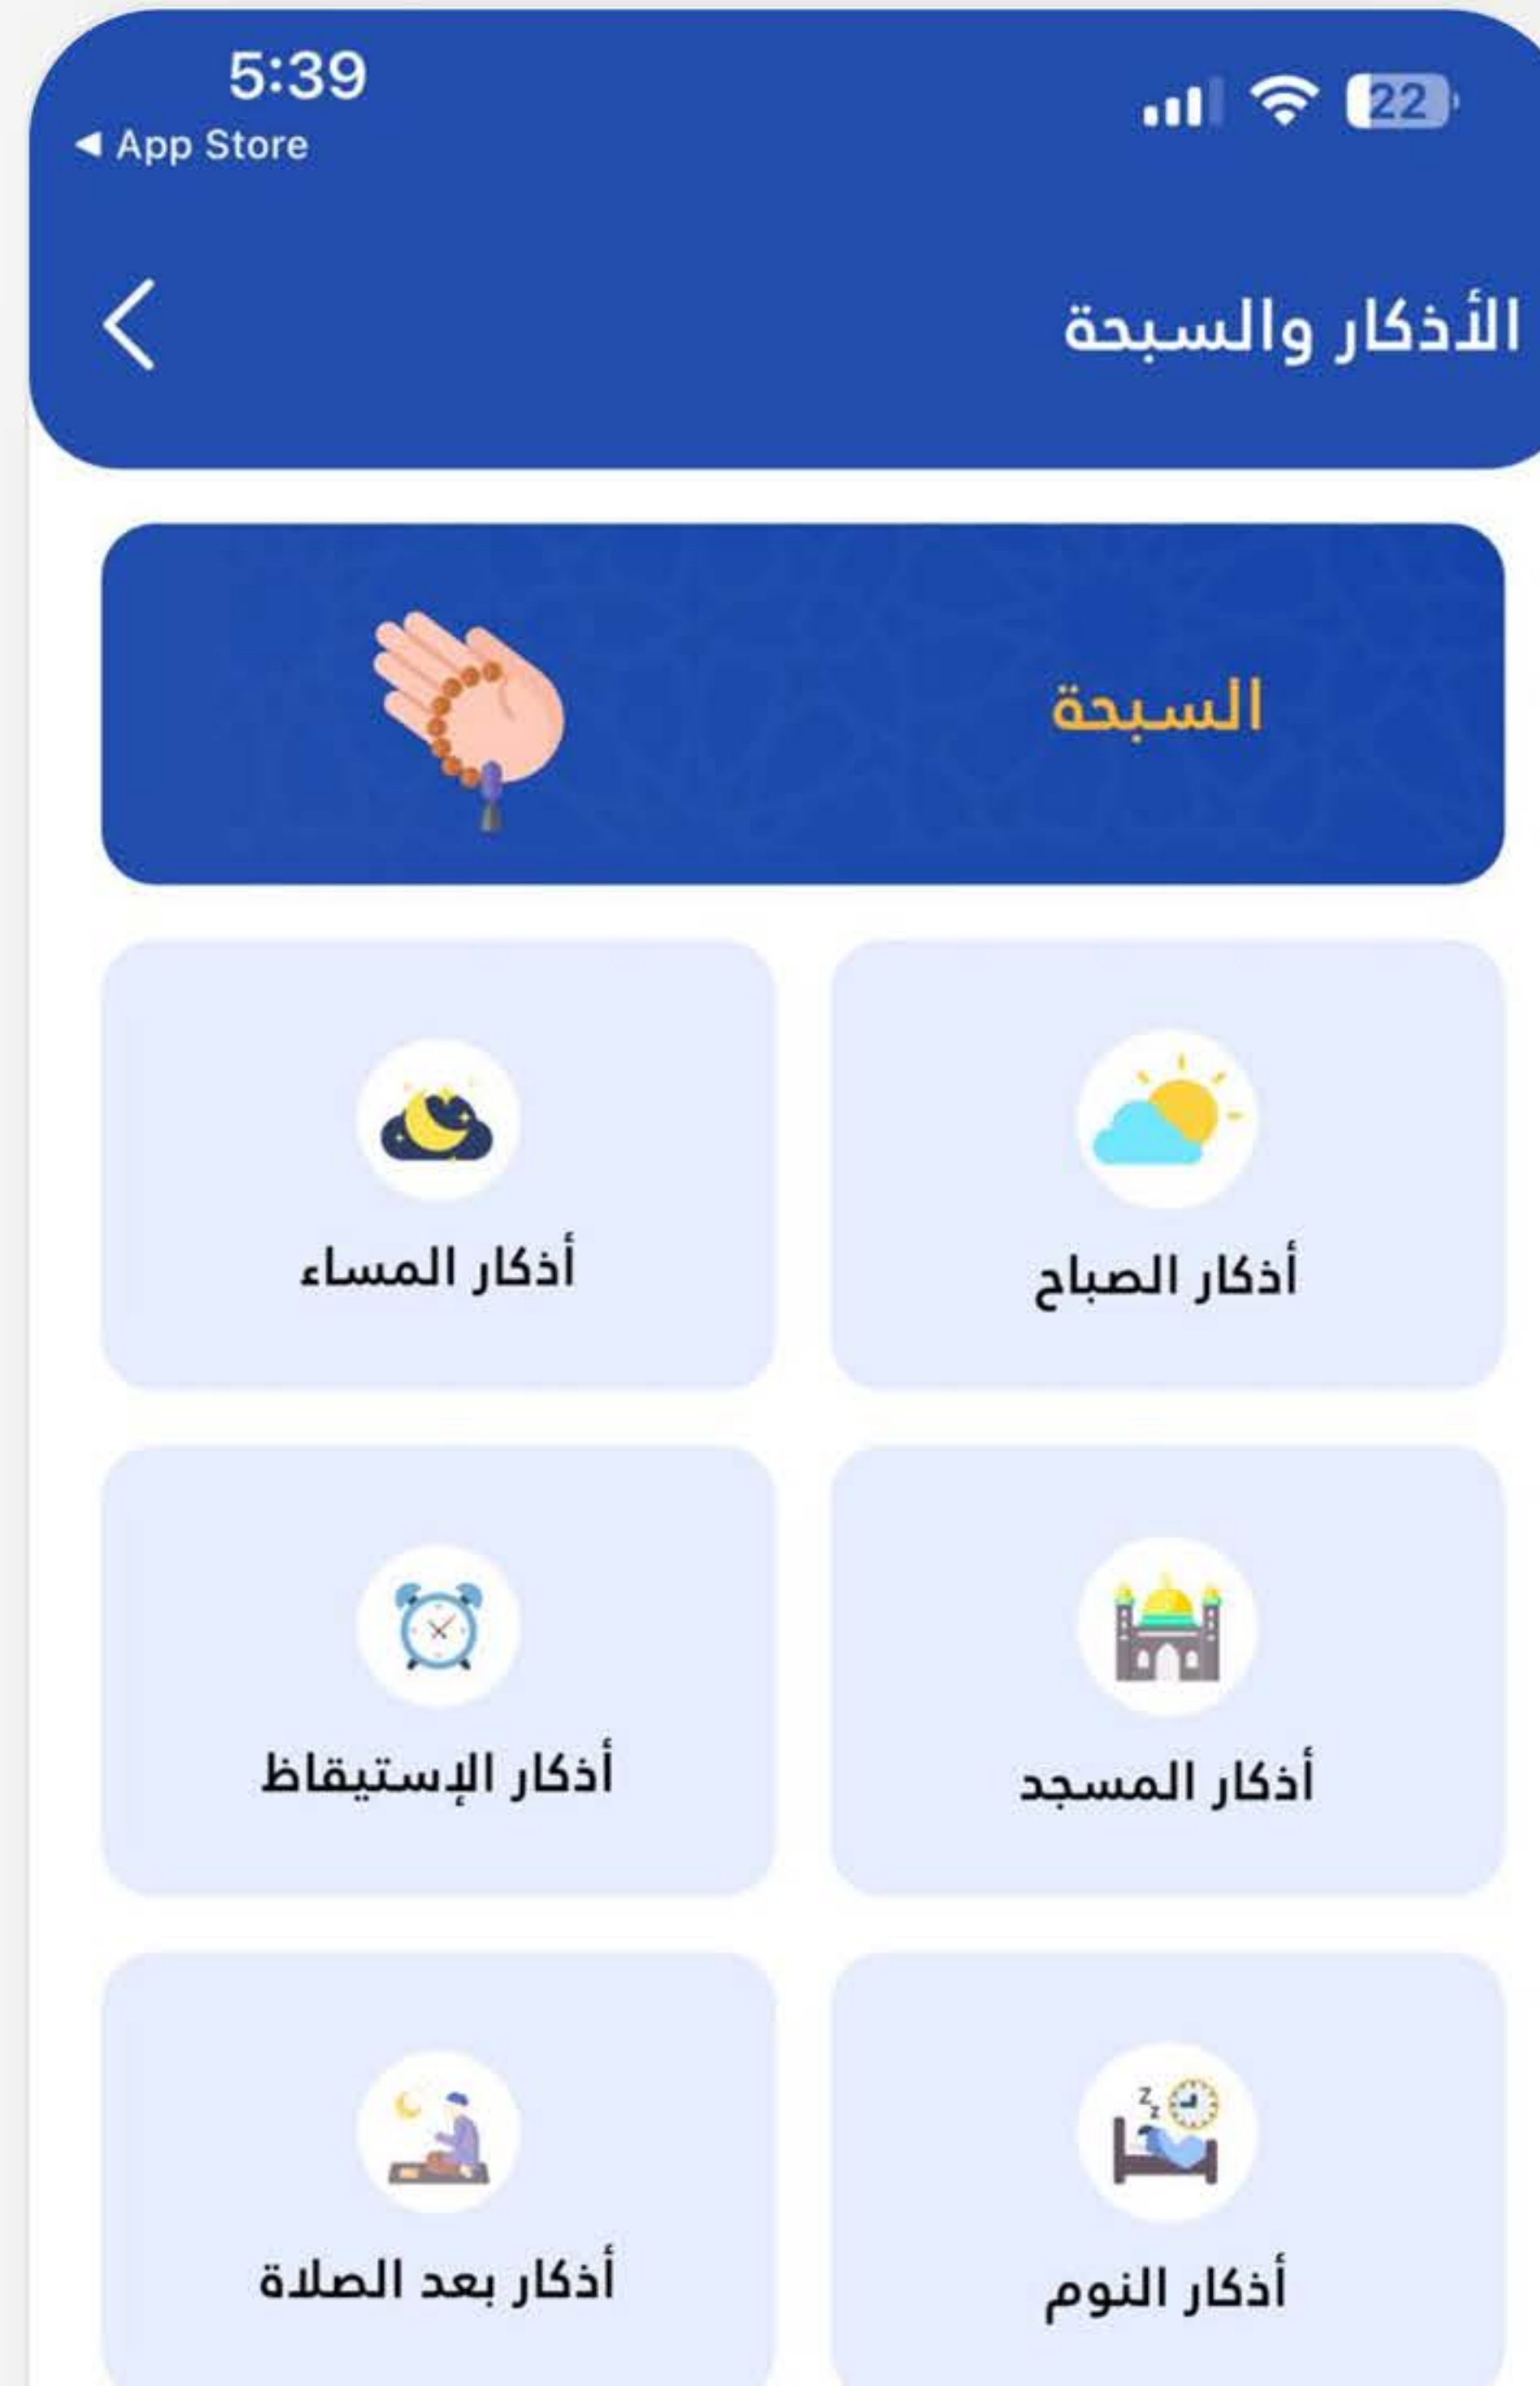 5:39
22
◀ App Store
الأذكار والسبحة
السبحة
أذكار الصباح
أذكار المساء
أذكار المسجد
أذكار الإستيقاظ
أذكار النوم
أذكار بعد الصلاة